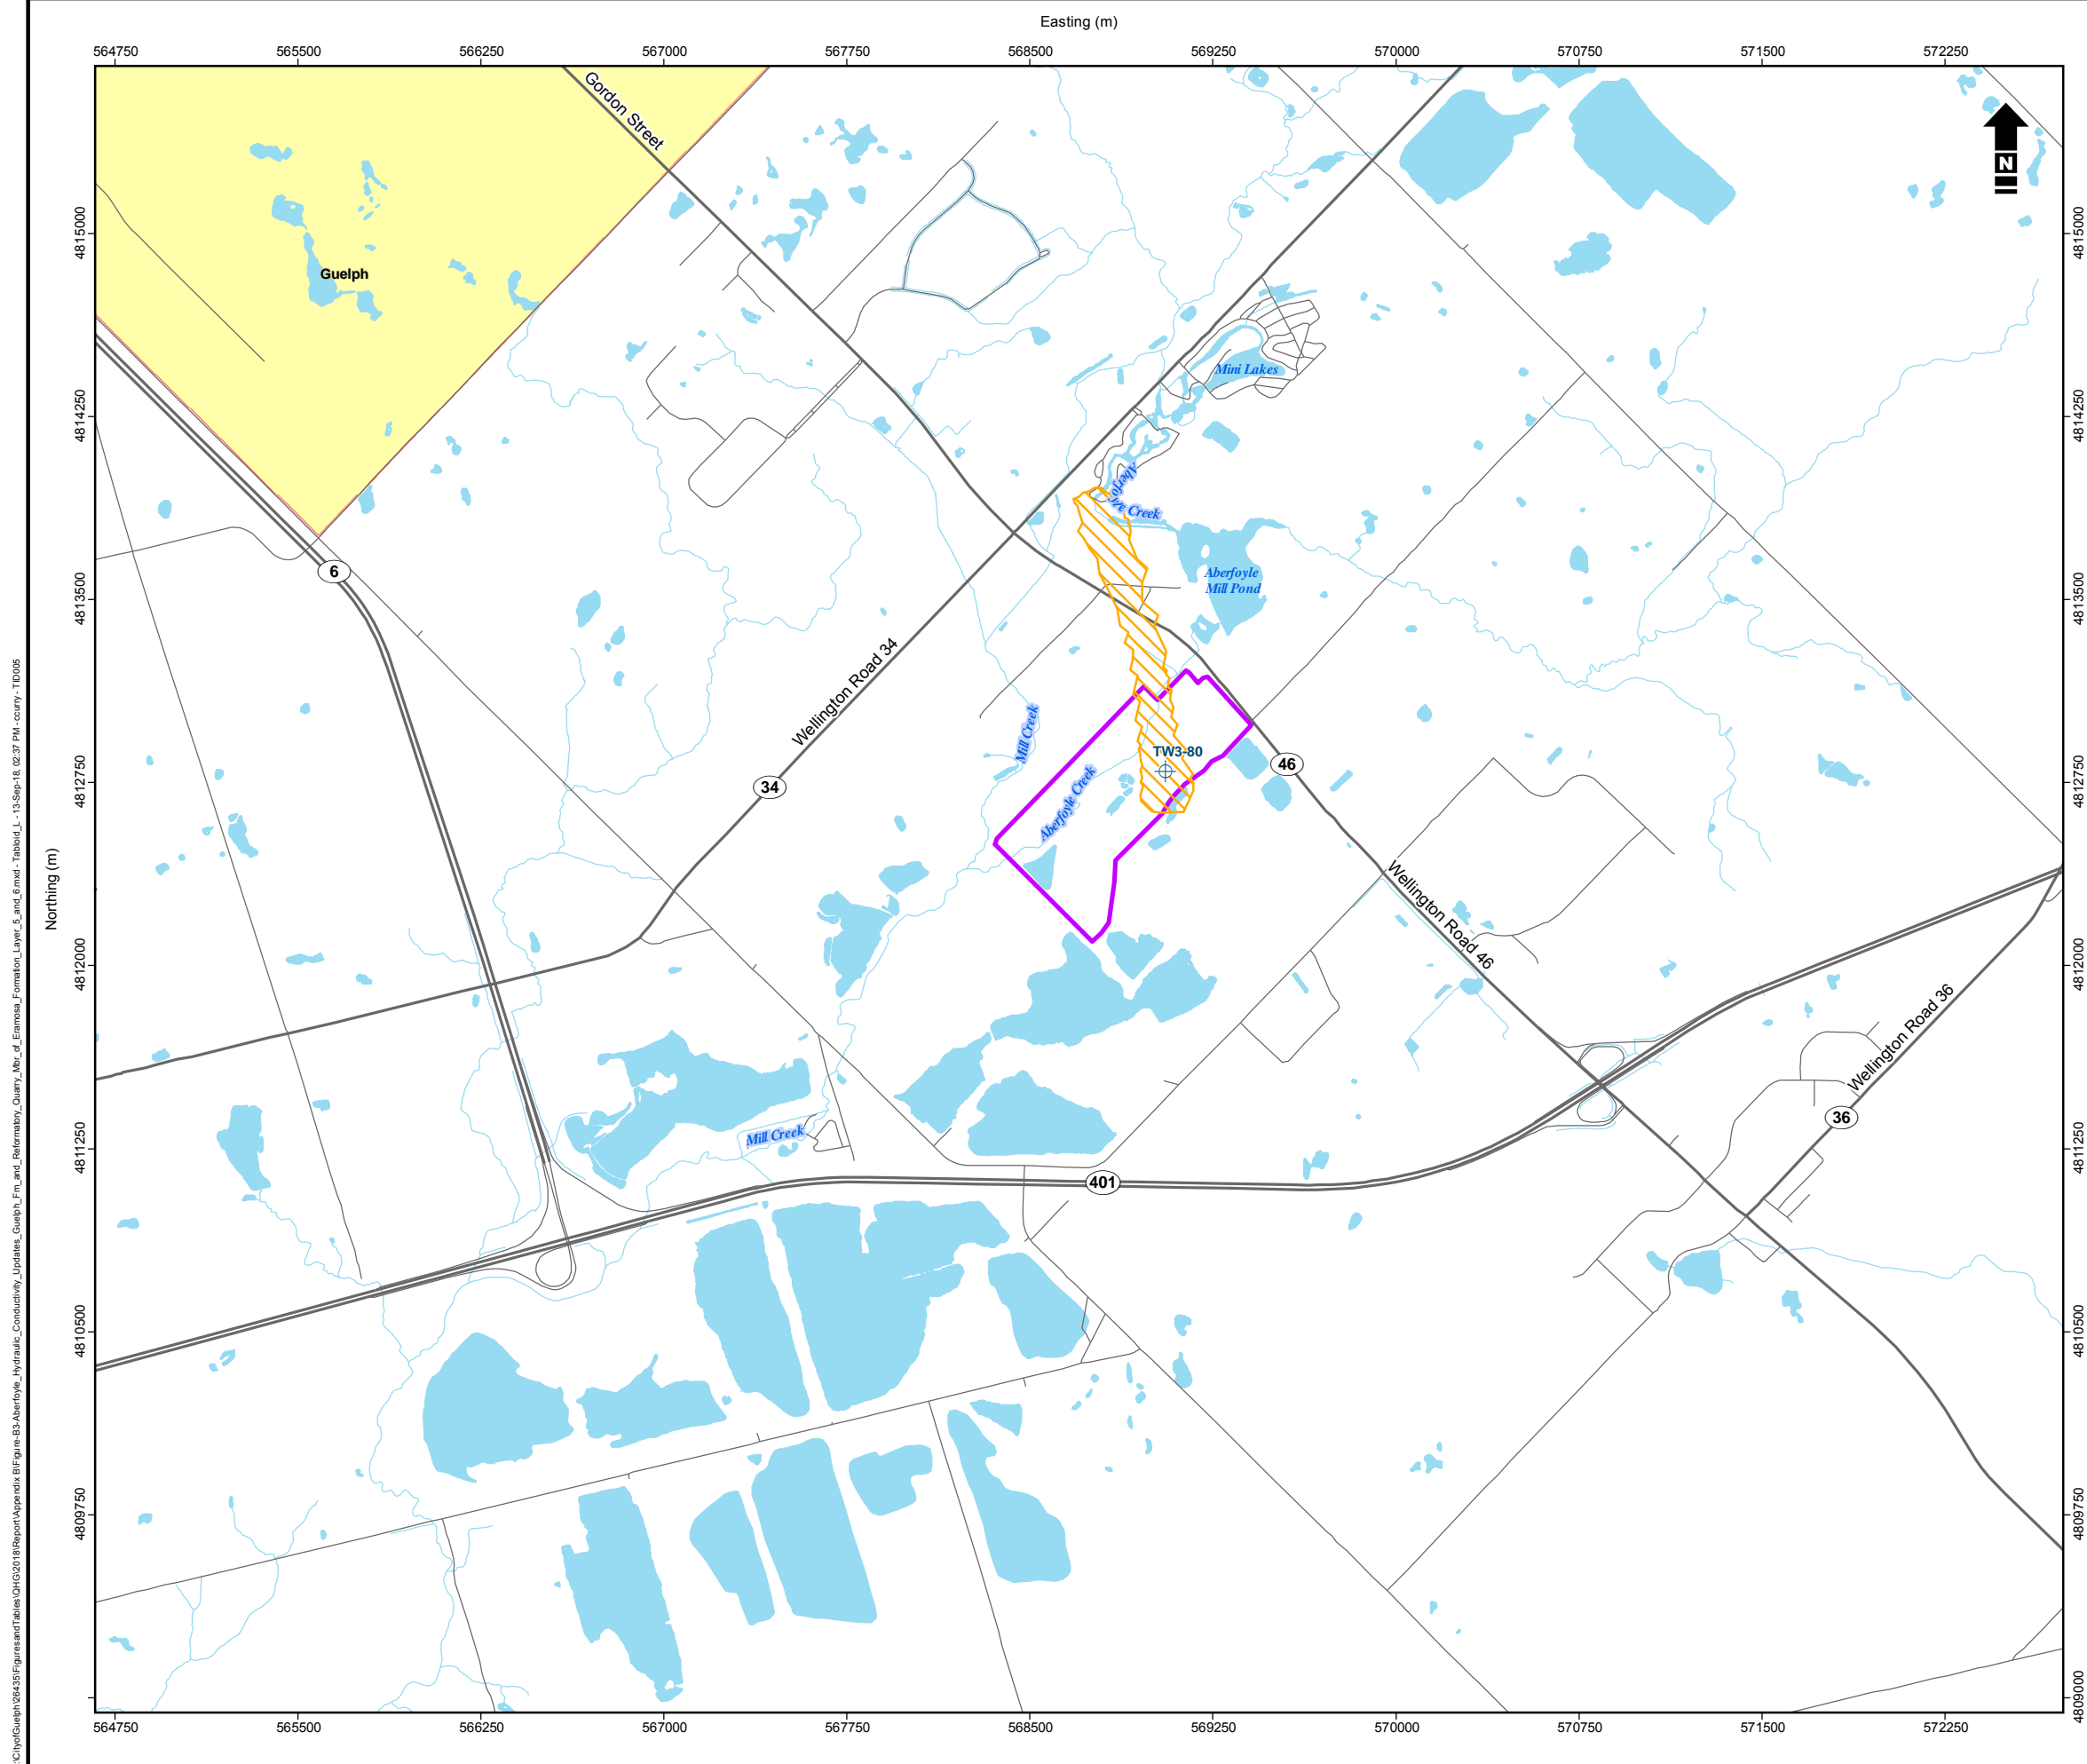 Easting (m)
564750 565500 566250 567000 567750 568500 569250 570000 570750 571500 572250
Gordon Street
N
4815000
4815000
Guelph
Mini Lakes
4814250
4814250
Aberfoyle Creek
6
Aberfoyle
Mill Pond
4813500
4813500
Wellington Road 34
Mill Creek
TW3-80
46
34
Aberfoyle Creek
4812750
4812750
Northing (m)
Wellington Road 46
4812000
4812000
Wellington Road 36
Mill Creek
36
4811250
4811250
401
4810500
4810500
4809750
4809750
4809000
564750 565500 566250 567000 567750 568500 569250 570000 570750 571500 572250